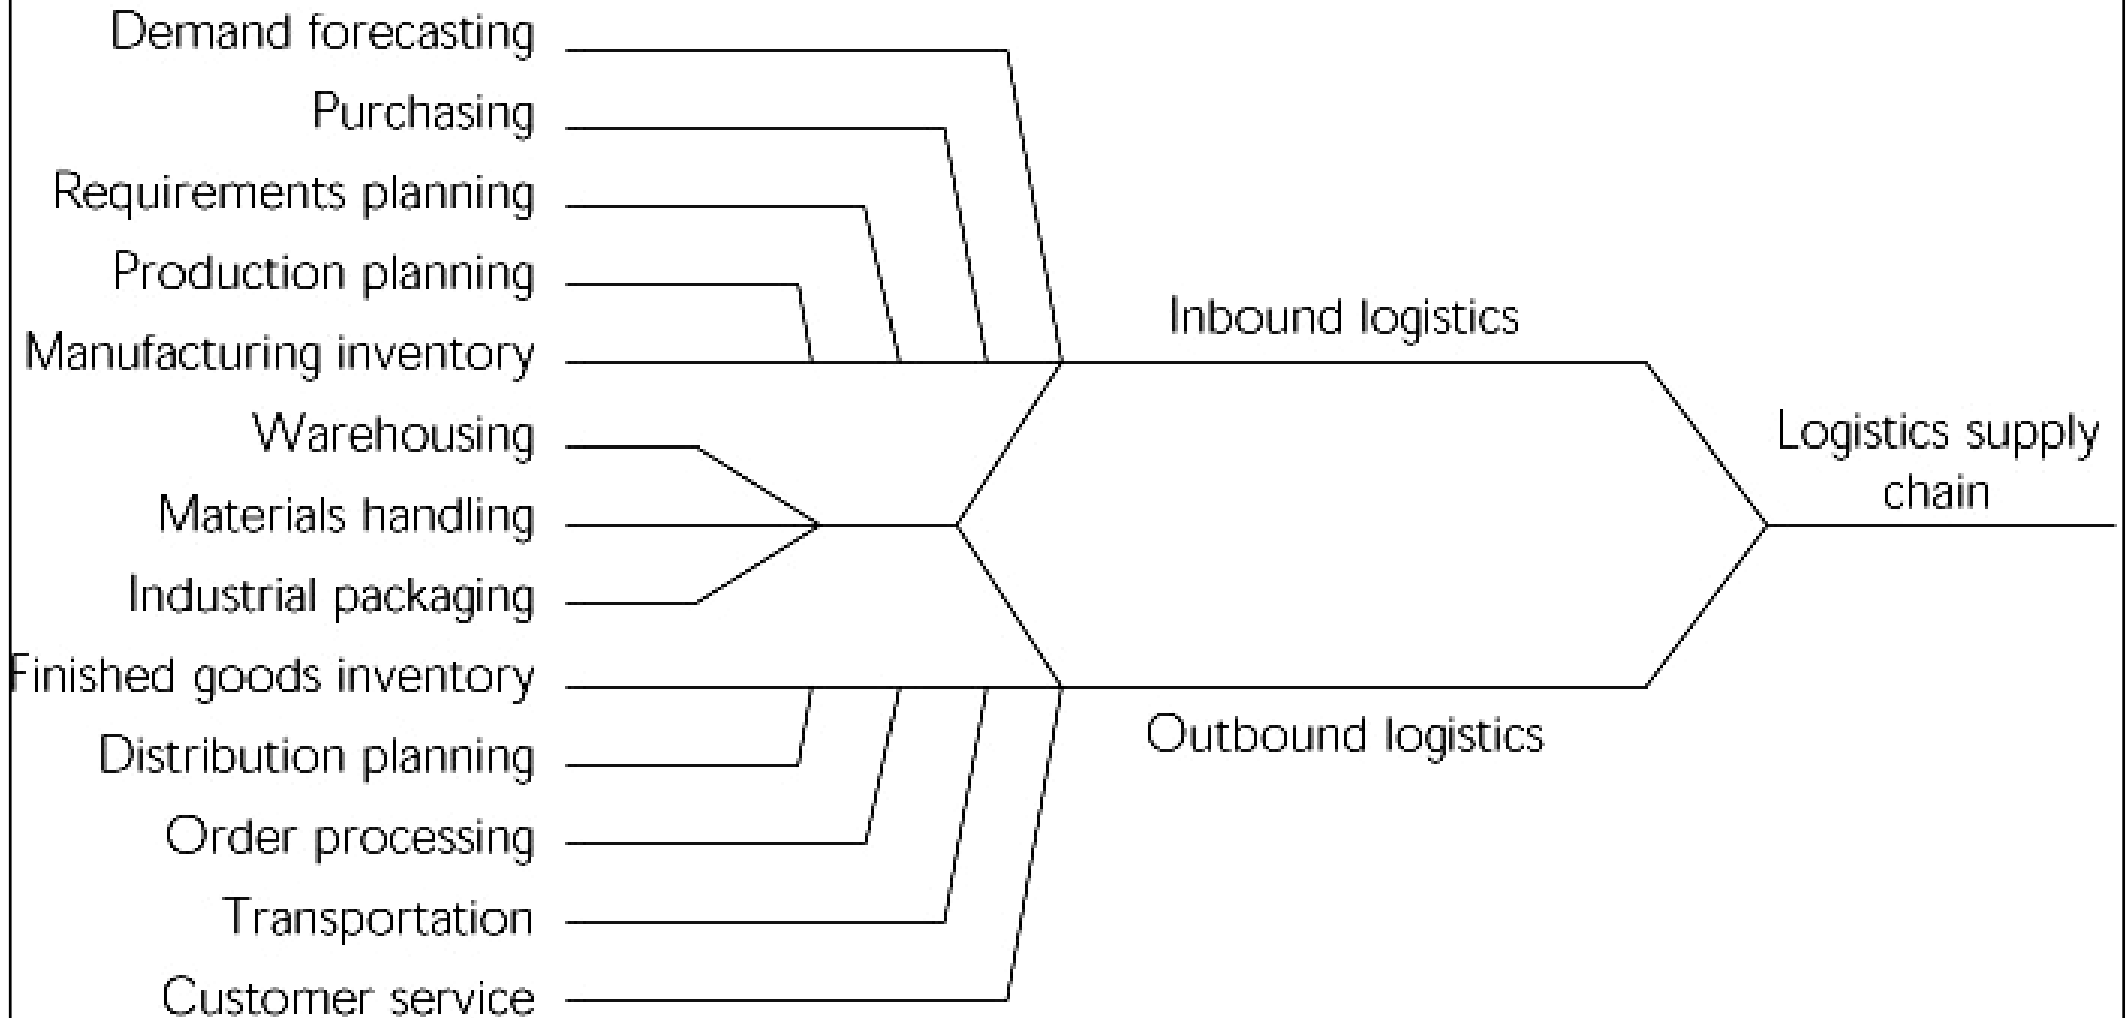 Demand forecasting
Purchasing
Requirements planning
Production planning
Manufacturing inventory
Warehousing
Materials handling
Industrial packaging
Finished goods inventory
Distribution planning
Order processing
Transportation
Customer service
Inbound logistics
Outbound logistics
Logistics supply
chain